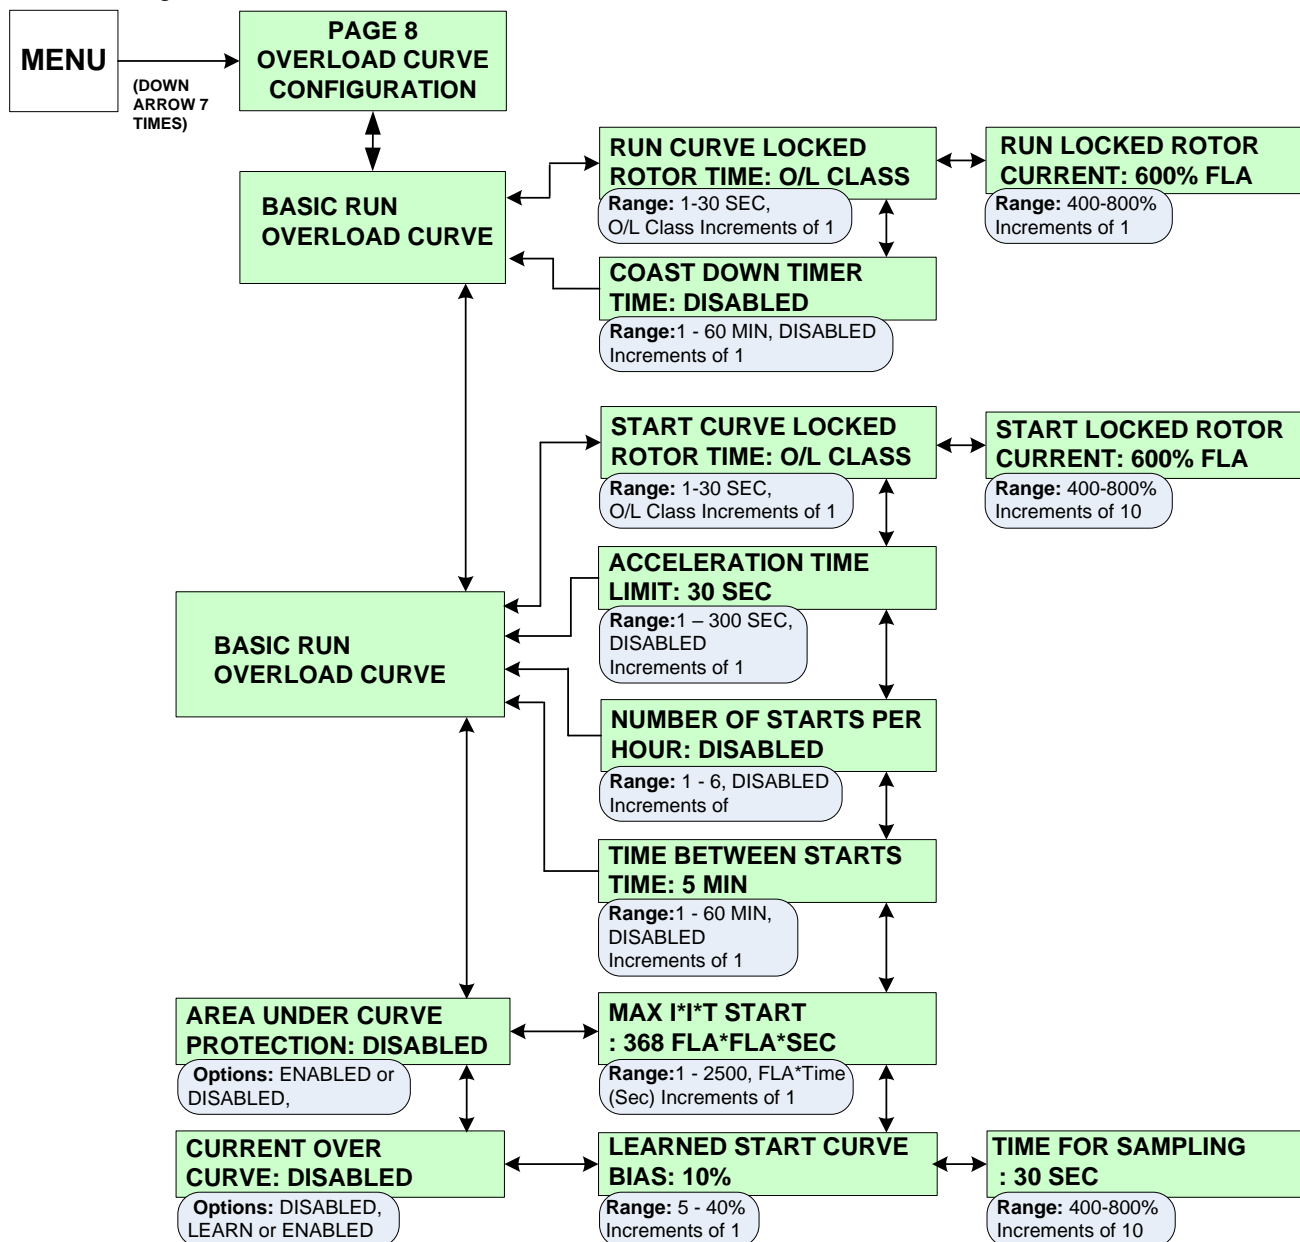 MENU
(DOWN
ARROW 7
TIMES)
PAGE 8
OVERLOAD CURVE
CONFIGURATION
BASIC RUN
OVERLOAD CURVE
RUN CURVE LOCKED
ROTOR TIME: O/L CLASS
Range: 1-30 SEC,
O/L Class Increments of 1
RUN LOCKED ROTOR
CURRENT: 600% FLA
Range: 400-800%
Increments of 1
COAST DOWN TIMER
TIME: DISABLED
Range:1 - 60 MIN, DISABLED
Increments of 1
START CURVE LOCKED
ROTOR TIME: O/L CLASS
Range: 1-30 SEC,
O/L Class Increments of 1
START LOCKED ROTOR
CURRENT: 600% FLA
Range: 400-800%
Increments of 10
ACCELERATION TIME
LIMIT: 30 SEC
Range:1 – 300 SEC,
DISABLED
Increments of 1
BASIC RUN
OVERLOAD CURVE
NUMBER OF STARTS PER
HOUR: DISABLED
Range: 1 - 6, DISABLED
Increments of
TIME BETWEEN STARTS
TIME: 5 MIN
Range:1 - 60 MIN,
DISABLED
Increments of 1
AREA UNDER CURVE
PROTECTION: DISABLED
Options: ENABLED or
DISABLED,
MAX I*I*T START
: 368 FLA*FLA*SEC
Range:1 - 2500, FLA*Time
(Sec) Increments of 1
CURRENT OVER
CURVE: DISABLED
Options: DISABLED,
LEARN or ENABLED
LEARNED START CURVE
BIAS: 10%
Range: 5 - 40%
Increments of 1
TIME FOR SAMPLING
: 30 SEC
Range: 400-800%
Increments of 10